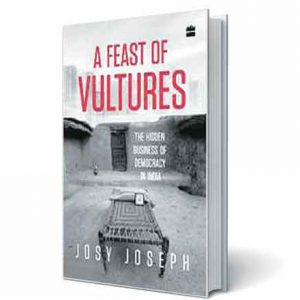 A FEAST OF
VULTURES
THE HIDDEN
BUSINESS OF
DEMOCRACY
IN INDIA
JOSY JOSEPH